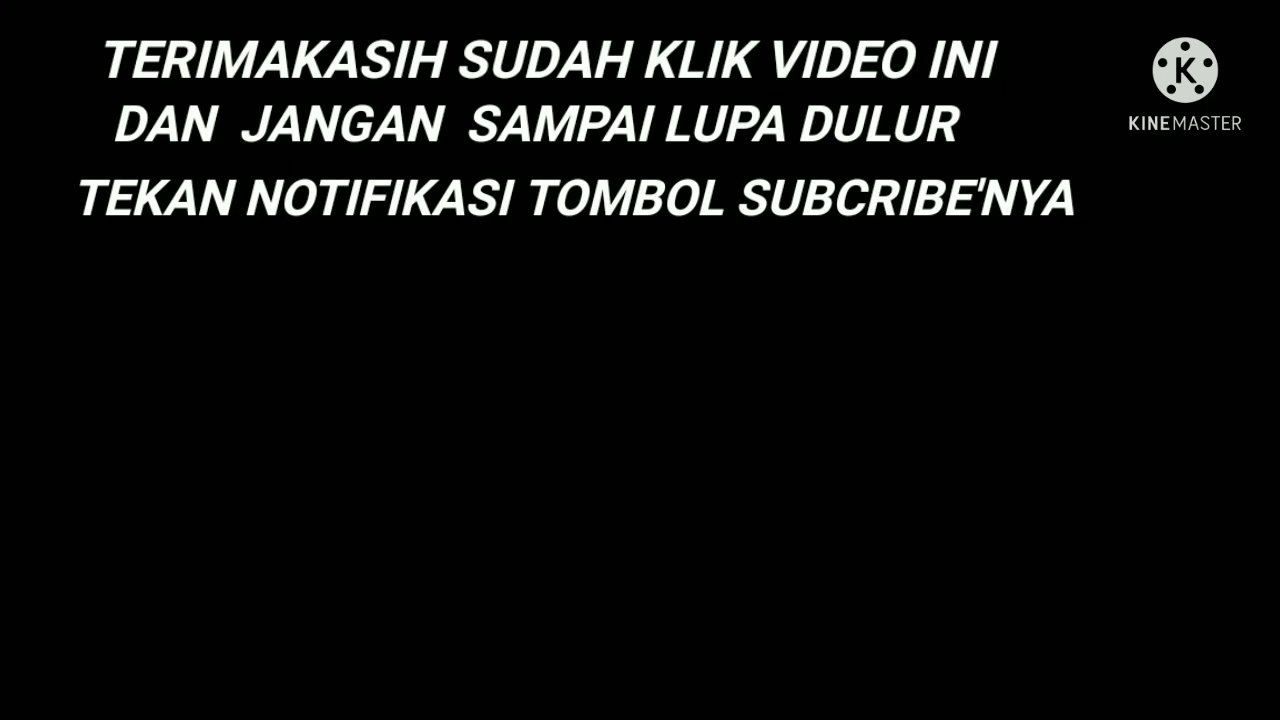 TERIMAKASIH SUDAH KLIK VIDEO INI
DAN JANGAN SAMPAI LUPA DULUR
TEKAN NOTIFIKASI TOMBOL SUBCRIBE'NYA
K
KINEMASTER